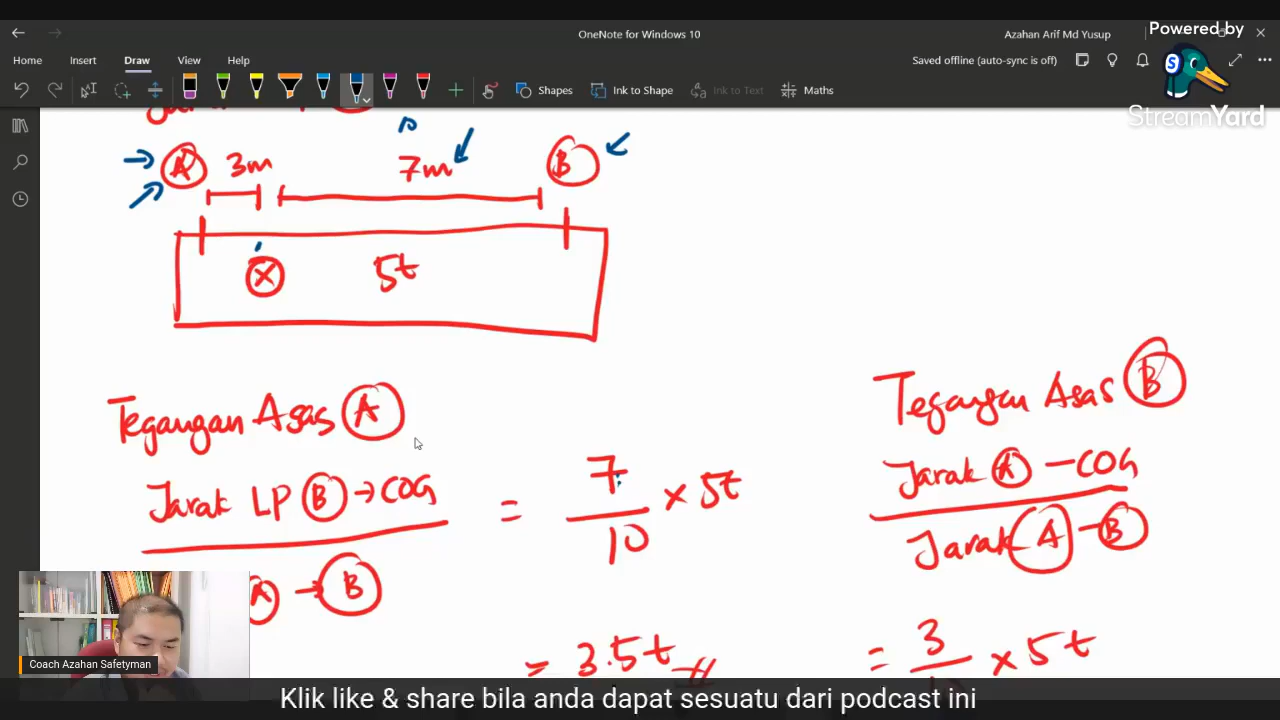 OneNote for Windows 10
Azahan Arif Md Yusup
Powered by
Home Insert Draw View Help
Saved offline (auto-sync is off)
Shapes Ink to Shape Ink to Text Maths
S
StreamYard
A 3m 7m B
X 5t
Tegangan Asas A
Jarak LP B → COG
A → B
= 7/10 × 5t
= 3.5t
Tegangan Asas B
Jarak A - COG
Jarak A - B
= 3/ × 5t
Coach Azahan Safetyman
Klik like & share bila anda dapat sesuatu dari podcast ini